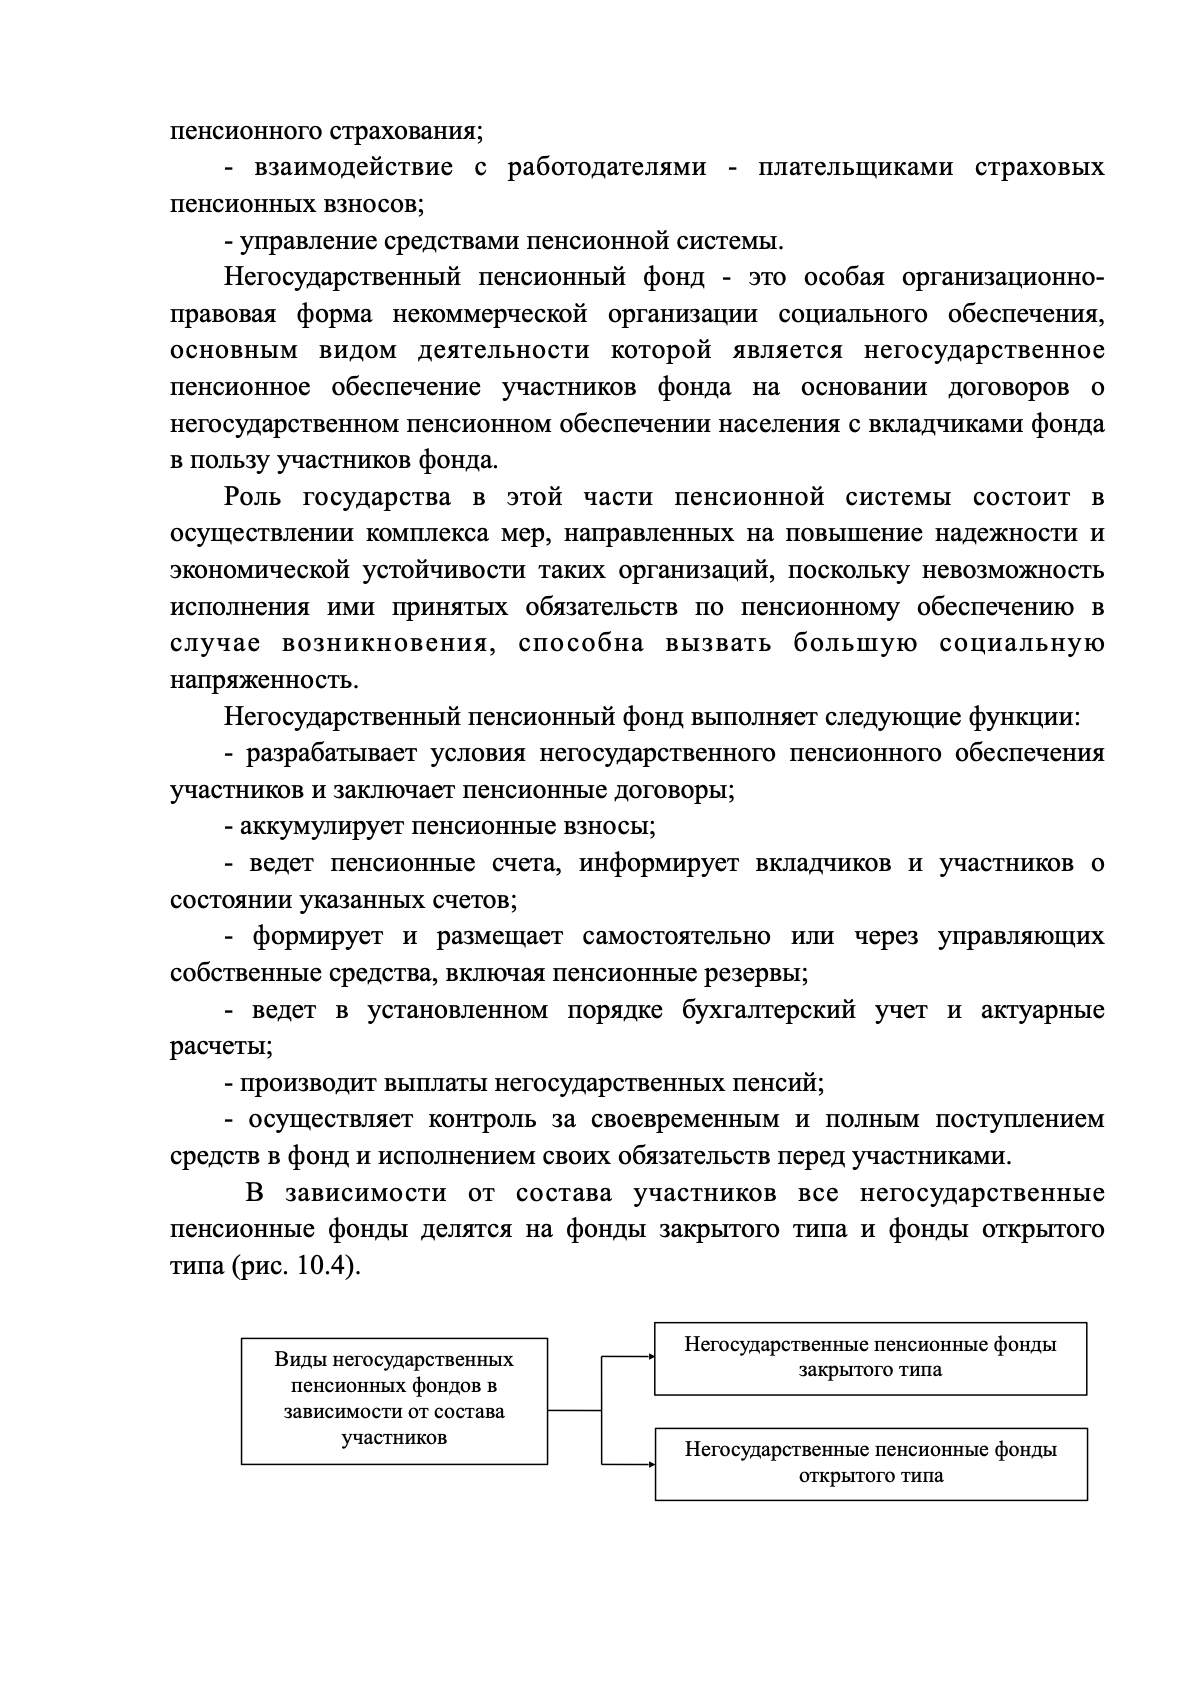 пенсионного страхования;
- взаимодействие с работодателями - плательщиками страховых
пенсионных взносов;
- управление средствами пенсионной системы.
Негосударственный пенсионный фонд - это особая организационно-
правовая форма некоммерческой организации социального обеспечения,
основным видом деятельности которой является негосударственное
пенсионное обеспечение участников фонда на основании договоров о
негосударственном пенсионном обеспечении населения с вкладчиками фонда
в пользу участников фонда.
Роль государства в этой части пенсионной системы состоит в
осуществлении комплекса мер, направленных на повышение надежности и
экономической устойчивости таких организаций, поскольку невозможность
исполнения ими принятых обязательств по пенсионному обеспечению в
случае возникновения, способна вызвать большую социальную
напряженность.
Негосударственный пенсионный фонд выполняет следующие функции:
- разрабатывает условия негосударственного пенсионного обеспечения
участников и заключает пенсионные договоры;
- аккумулирует пенсионные взносы;
- ведет пенсионные счета, информирует вкладчиков и участников о
состоянии указанных счетов;
- формирует и размещает самостоятельно или через управляющих
собственные средства, включая пенсионные резервы;
- ведет в установленном порядке бухгалтерский учет и актуарные
расчеты;
- производит выплаты негосударственных пенсий;
- осуществляет контроль за своевременным и полным поступлением
средств в фонд и исполнением своих обязательств перед участниками.
В зависимости от состава участников все негосударственные
пенсионные фонды делятся на фонды закрытого типа и фонды открытого
типа (рис. 10.4).
Виды негосударственных
пенсионных фондов в
зависимости от состава
участников
Негосударственные пенсионные фонды
закрытого типа
Негосударственные пенсионные фонды
открытого типа